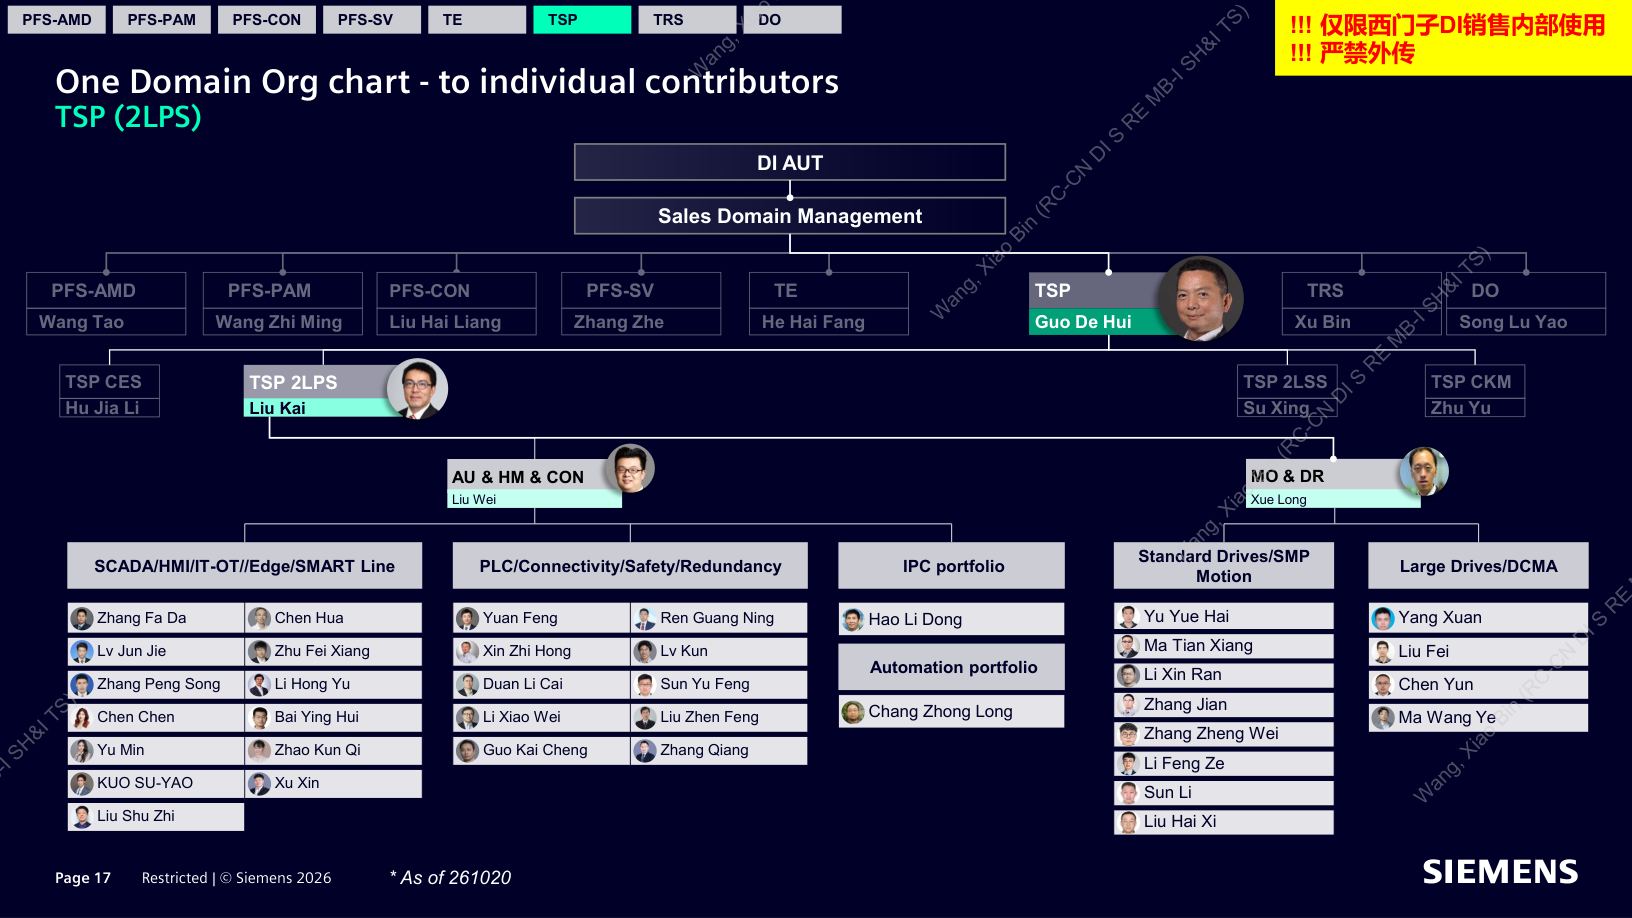 PFS-AMD
PFS-PAM
PFS-CON
PFS-SV
TE
TSP
TRS
DO
!!! 仅限西门子DI销售内部使用
!!! 严禁外传
One Domain Org chart - to individual contributors
TSP (2LPS)
DI AUT
Sales Domain Management
PFS-AMD
Wang Tao
PFS-PAM
Wang Zhi Ming
PFS-CON
Liu Hai Liang
PFS-SV
Zhang Zhe
TE
He Hai Fang
TSP
Guo De Hui
TRS
Xu Bin
DO
Song Lu Yao
TSP CES
Hu Jia Li
TSP 2LPS
Liu Kai
TSP 2LSS
Su Xing
TSP CKM
Zhu Yu
AU & HM & CON
Liu Wei
MO & DR
Xue Long
SCADA/HMI/IT-OT//Edge/SMART Line
Zhang Fa Da
Chen Hua
Lv Jun Jie
Zhu Fei Xiang
Zhang Peng Song
Li Hong Yu
Chen Chen
Bai Ying Hui
Yu Min
Zhao Kun Qi
KUO SU-YAO
Xu Xin
Liu Shu Zhi
PLC/Connectivity/Safety/Redundancy
Yuan Feng
Ren Guang Ning
Xin Zhi Hong
Lv Kun
Duan Li Cai
Sun Yu Feng
Li Xiao Wei
Liu Zhen Feng
Guo Kai Cheng
Zhang Qiang
IPC portfolio
Hao Li Dong
Automation portfolio
Chang Zhong Long
Standard Drives/SMP
Motion
Yu Yue Hai
Ma Tian Xiang
Li Xin Ran
Zhang Jian
Zhang Zheng Wei
Li Feng Ze
Sun Li
Liu Hai Xi
Large Drives/DCMA
Yang Xuan
Liu Fei
Chen Yun
Ma Wang Ye
Wang, Xiao Bin (RC-CN DI S RE MB-I SH&I TS)
Page 17
Restricted | © Siemens 2026
* As of 261020
SIEMENS